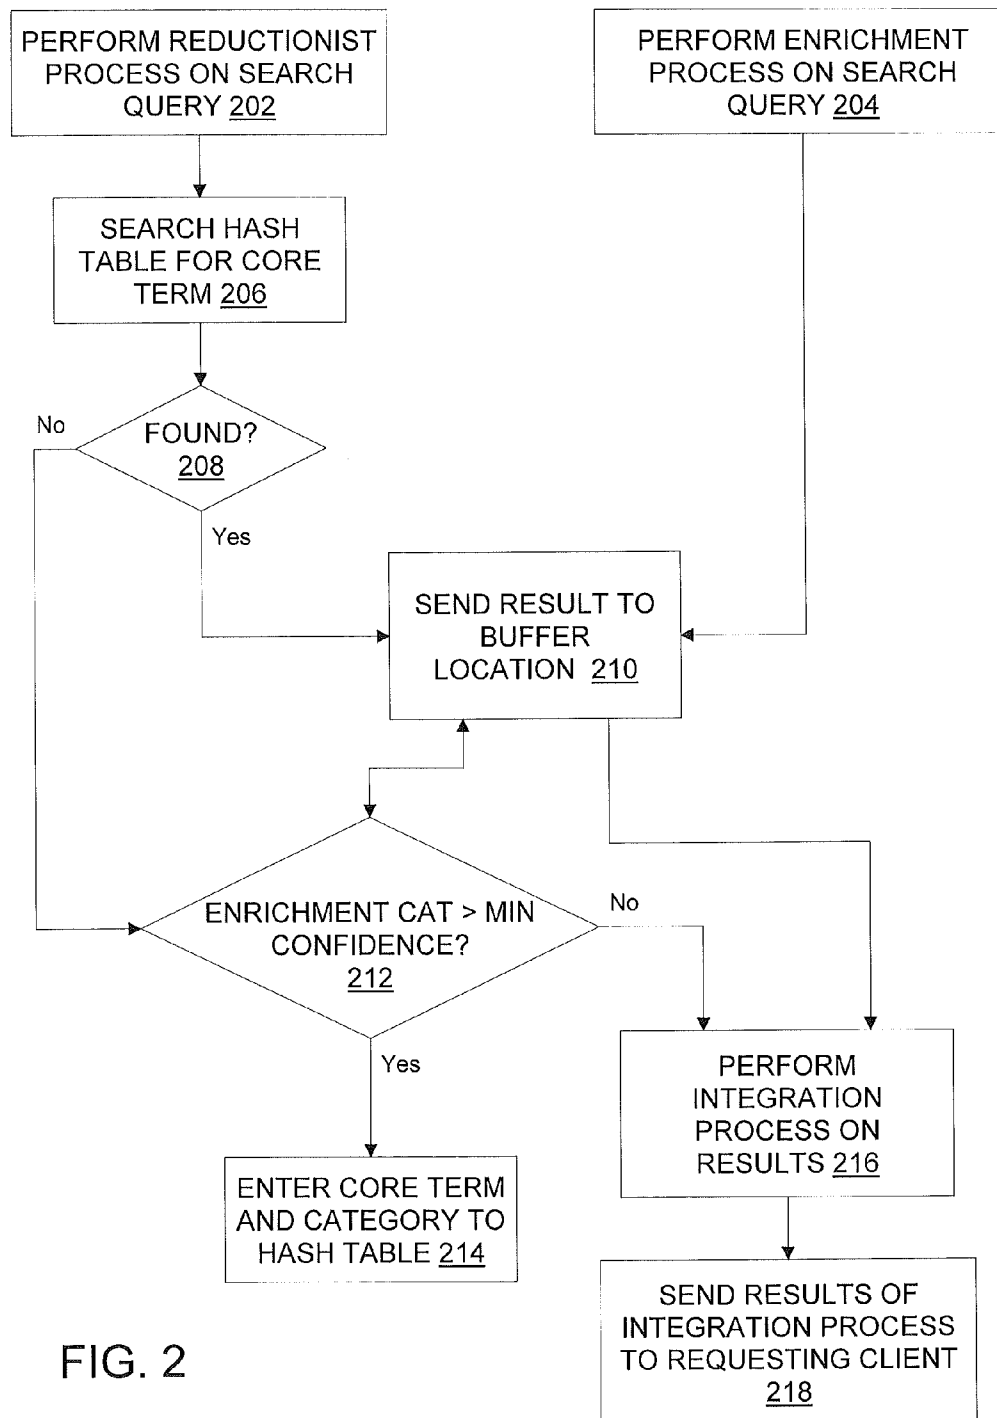 PERFORM REDUCTIONIST
PROCESS ON SEARCH
QUERY 202
PERFORM ENRICHMENT
PROCESS ON SEARCH
QUERY 204
SEARCH HASH
TABLE FOR CORE
TERM 206
No
FOUND?
208
Yes
SEND RESULT TO
BUFFER
LOCATION 210
ENRICHMENT CAT > MIN
CONFIDENCE?
212
No
Yes
PERFORM
INTEGRATION
PROCESS ON
RESULTS 216
ENTER CORE TERM
AND CATEGORY TO
HASH TABLE 214
SEND RESULTS OF
INTEGRATION PROCESS
TO REQUESTING CLIENT
218
FIG. 2